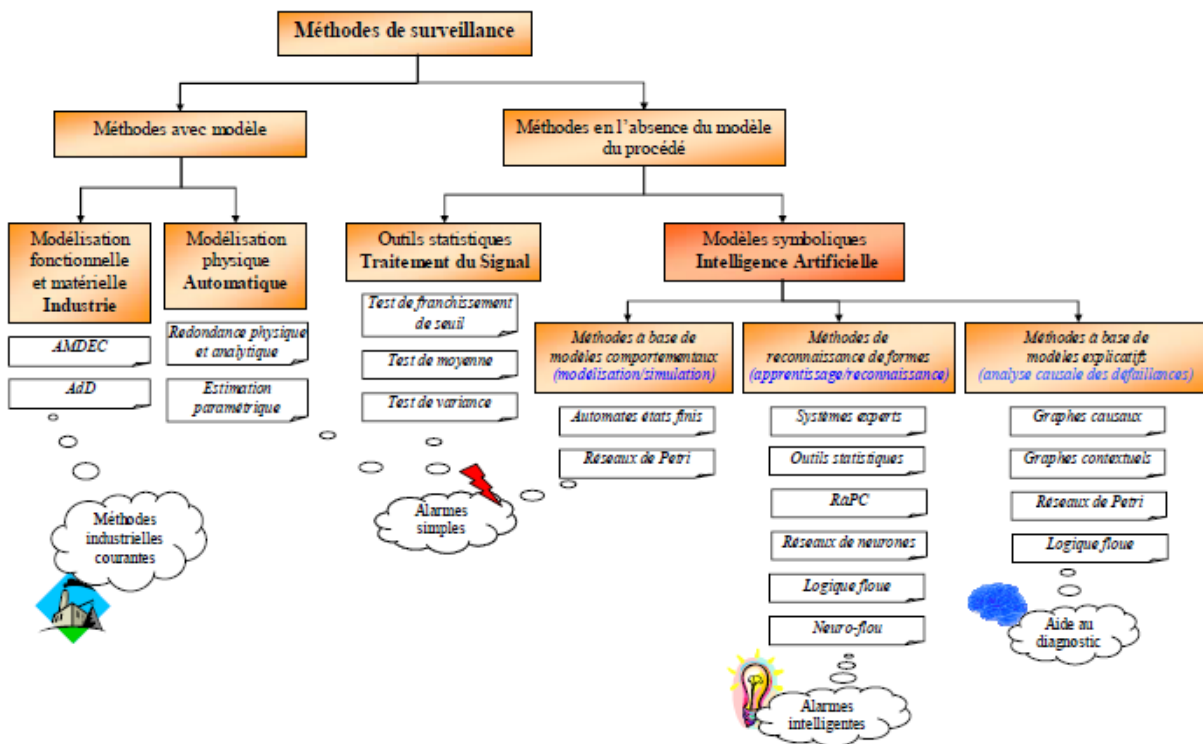 Méthodes de surveillance
Méthodes avec modèle
Méthodes en l'absence du modèle
du procédé
Modélisation
fonctionnelle
et matérielle
Industrie
Modélisation
physique
Automatique
Outils statistiques
Traitement du Signal
Modèles symboliques
Intelligence Artificielle
AMDEC
AdD
Redondance physique
et analytique
Estimation
paramétrique
Test de franchissement
de seuil
Test de moyenne
Test de variance
Méthodes à base de
modèles comportementaux
(modélisation/simulation)
Méthodes de
reconnaissance de formes
(apprentissage/reconnaissance)
Méthodes à base de
modèles explicatifs
(analyse causale des défaillances)
Automates états finis
Réseaux de Petri
Systèmes experts
Outils statistiques
RàPC
Réseaux de neurones
Logique floue
Neuro-flou
Graphes causaux
Graphes contextuels
Réseaux de Petri
Logique floue
Méthodes
industrielles
courantes
Alarmes
simples
Alarmes
intelligentes
Aide au
diagnostic